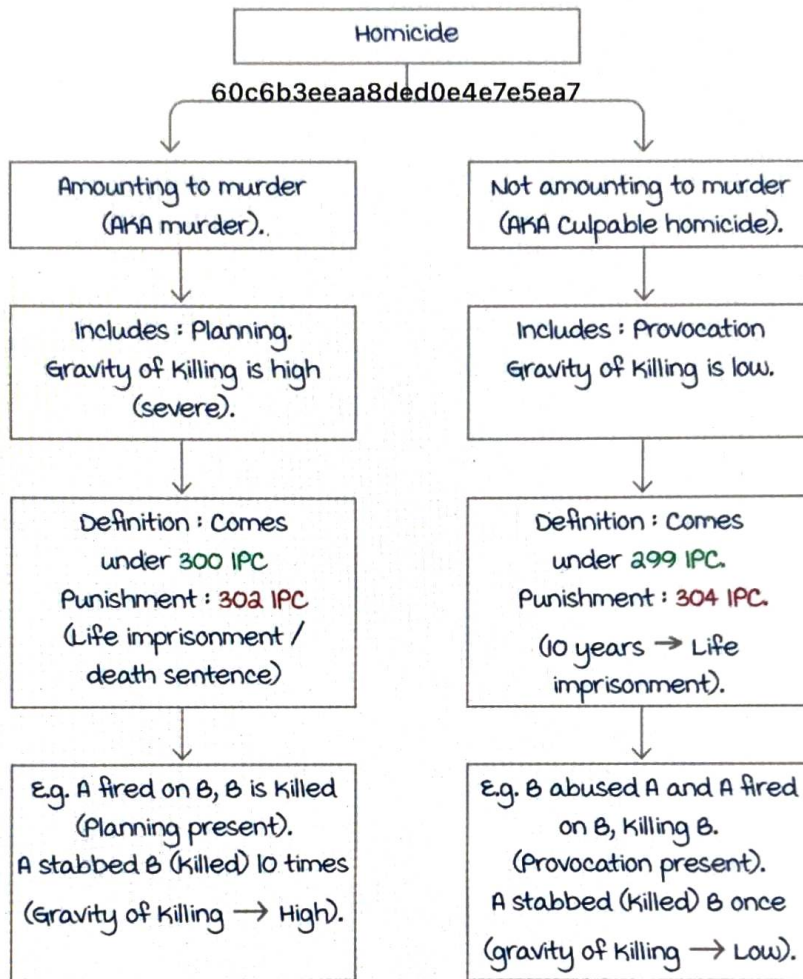 Homicide
60c6b3eeaa8ded0e4e7e5ea7
Amounting to murder
(AKA murder).
Includes : Planning.
Gravity of killing is high
(severe).
Definition : Comes
under 300 IPC
Punishment : 302 IPC
(Life imprisonment /
death sentence)
E.g. A fired on B, B is killed
(Planning present).
A stabbed B (killed) 10 times
(Gravity of killing → High).
Not amounting to murder
(AKA Culpable homicide).
Includes : Provocation
Gravity of killing is low.
Definition : Comes
under 299 IPC.
Punishment : 304 IPC.
(10 years → Life
imprisonment).
E.g. B abused A and A fired
on B, killing B.
(Provocation present).
A stabbed (killed) B once
(gravity of killing → Low).